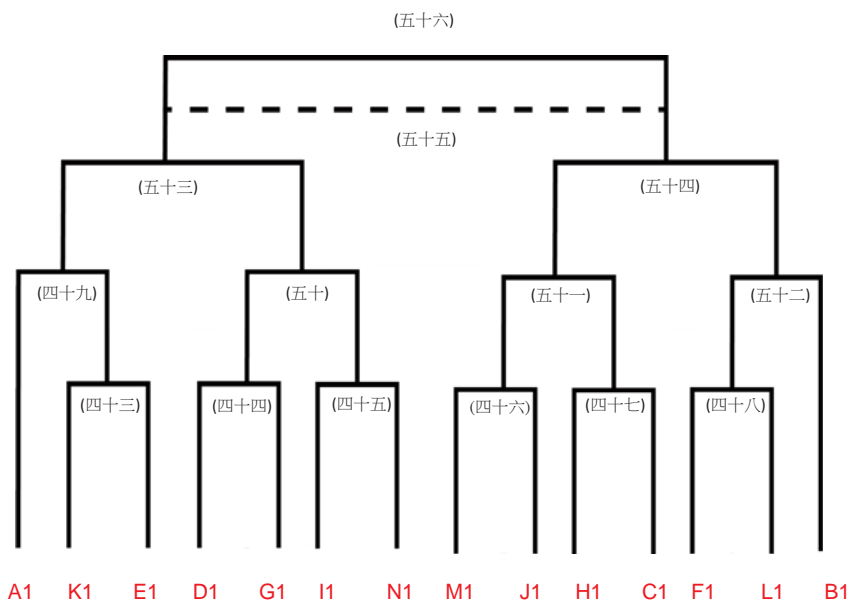 (五十六)
(五十五)
(五十三) (五十四)
(四十九) (五十) (五十一) (五十二)
(四十三) (四十四) (四十五) (四十六) (四十七) (四十八)
A1 K1 E1 D1 G1 I1 N1 M1 J1 H1 C1 F1 L1 B1